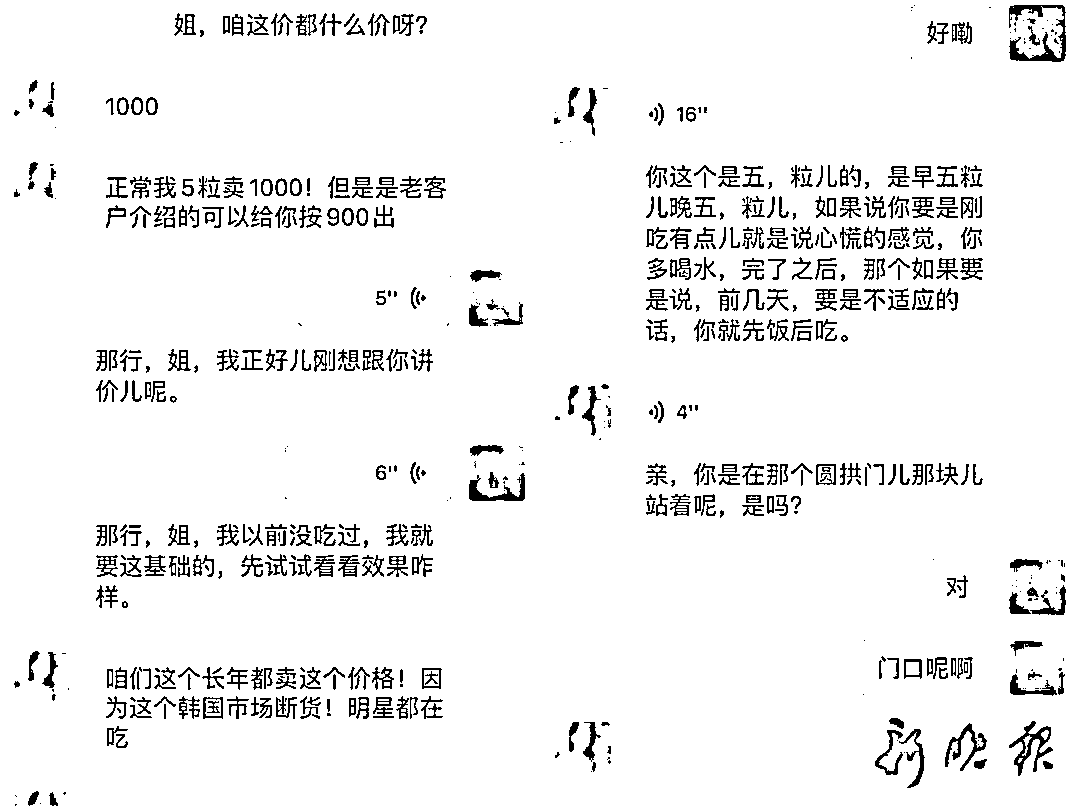 姐，咱这价都什么价呀？
1000
正常我5粒卖1000！但是是老客
户介绍的可以给你按900出
5"
那行，姐，我正好儿刚想跟你讲
价儿呢。
6"
那行，姐，我以前没吃过，我就
要这基础的，先试试看看效果咋
样。
咱们这个长年都卖这个价格！因
为这个韩国市场断货！明星都在
吃
好嘞
16"
你这个是五，粒儿的，是早五粒
儿晚五，粒儿，如果说你要是刚
吃有点儿就是说心慌的感觉，你
多喝水，完了之后，那个如果要
是说，前几天，要是不适应的
话，你就先饭后吃。
4"
亲，你是在那个圆拱门儿那块儿
站着呢，是吗？
对
门口呢啊
新晚报